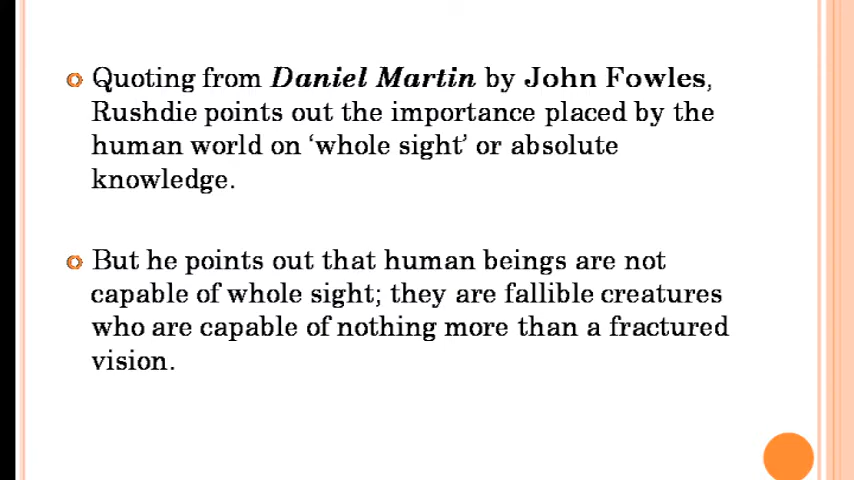 Quoting from Daniel Martin by John Fowles,
Rushdie points out the importance placed by the
human world on ‘whole sight’ or absolute
knowledge.
But he points out that human beings are not
capable of whole sight; they are fallible creatures
who are capable of nothing more than a fractured
vision.